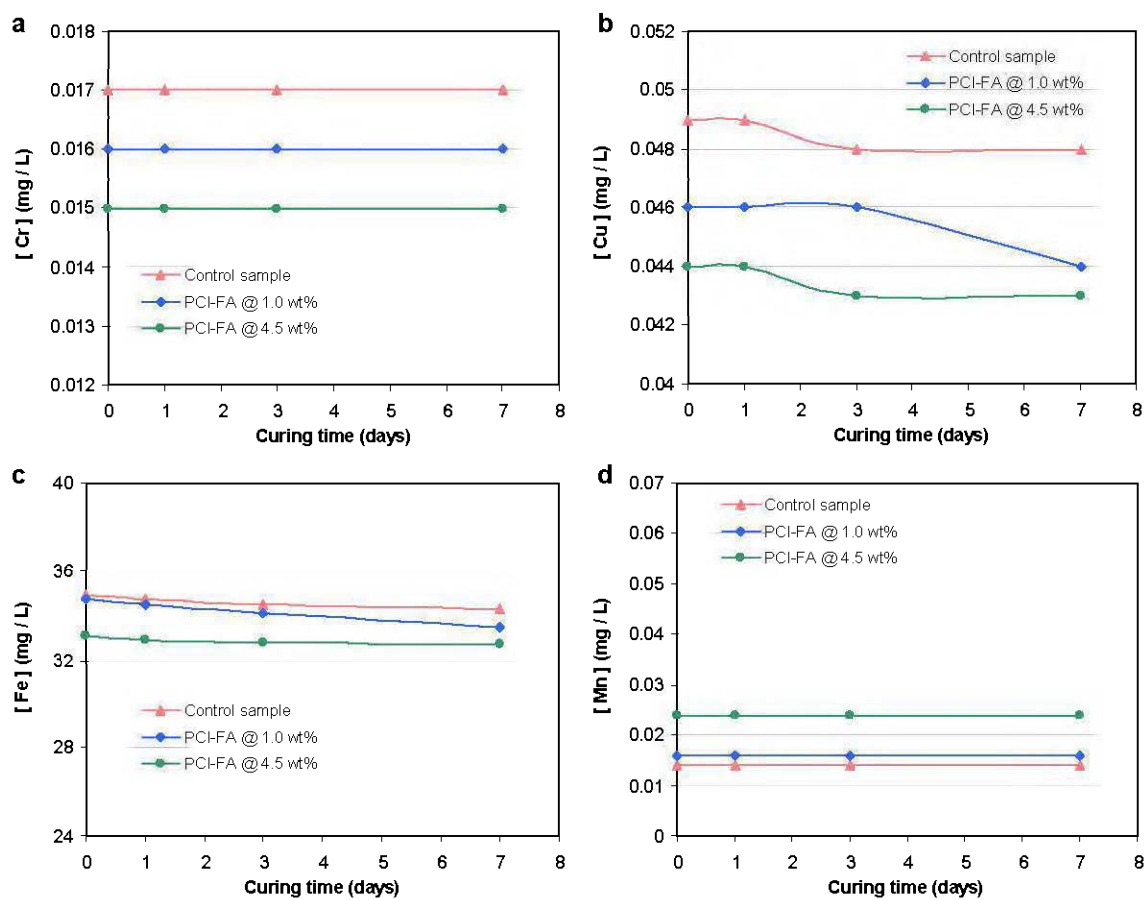 a
0.018
0.017
0.016
0.015
0.014
0.013
0.012
[ Cr ] (mg / L)
Control sample
PCI-FA @ 1.0 wt%
PCI-FA @ 4.5 wt%
0 1 2 3 4 5 6 7 8
Curing time (days)
b
0.052
0.05
0.048
0.046
0.044
0.042
0.04
[ Cu ] (mg / L)
Control sample
PCI-FA @ 1.0 wt%
PCI-FA @ 4.5 wt%
0 1 2 3 4 5 6 7 8
Curing time (days)
c
40
36
32
28
24
[ Fe ] (mg / L)
Control sample
PCI-FA @ 1.0 wt%
PCI-FA @ 4.5 wt%
0 1 2 3 4 5 6 7 8
Curing time (days)
d
0.07
0.06
0.05
0.04
0.03
0.02
0.01
0
[ Mn ] (mg / L)
Control sample
PCI-FA @ 1.0 wt%
PCI-FA @ 4.5 wt%
0 1 2 3 4 5 6 7 8
Curing time (days)